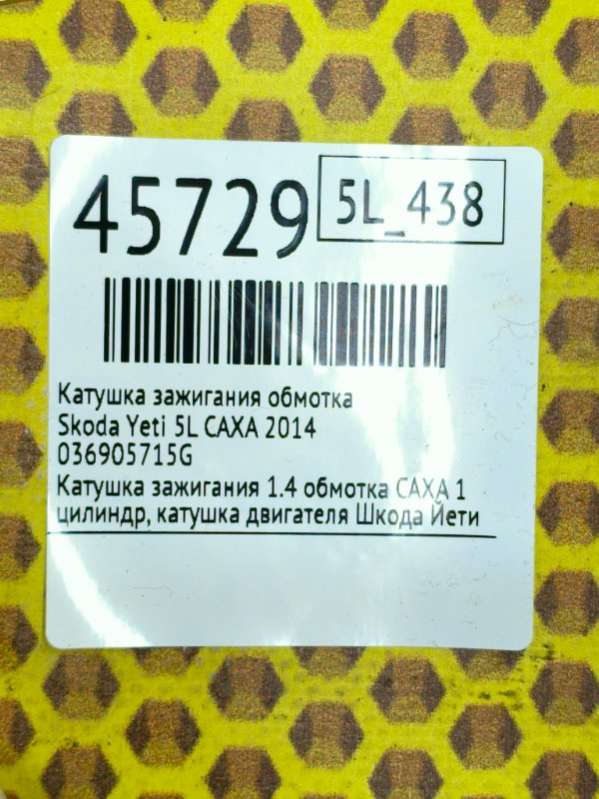 45729 5L_438
Катушка зажигания обмотка
Skoda Yeti 5L CAXA 2014
036905715G
Катушка зажигания 1.4 обмотка CAXA 1
цилиндр, катушка двигателя Шкода Йети